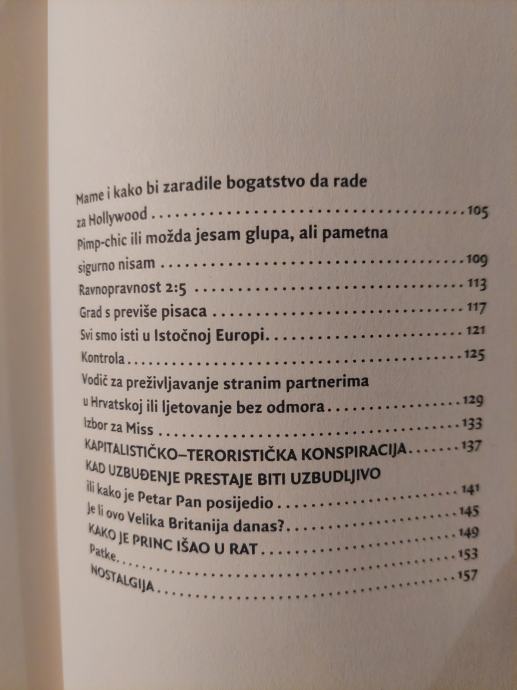 Mame i kako bi zaradile bogatstvo da rade
za Hollywood ........................................ 105
Pimp-chic ili možda jesam glupa, ali pametna
sigurno nisam ........................................ 109
Ravnopravnost 2:5 ........................................ 113
Grad s previše pisaca ........................................ 117
Svi smo isti u Istočnoj Europi ........................................ 121
Kontrola ........................................ 125
Vodič za preživljavanje stranim partnerima
u Hrvatskoj ili ljetovanje bez odmora ........................................ 129
Izbor za Miss ........................................ 133
KAPITALISTIČKO–TERORISTIČKA KONSPIRACIJA ........................................ 137
KAD UZBUĐENJE PRESTAJE BITI UZBUDLJIVO
ili kako je Petar Pan posijedio ........................................ 141
Je li ovo Velika Britanija danas? ........................................ 145
KAKO JE PRINC IŠAO U RAT ........................................ 149
Patke ........................................ 153
NOSTALGIJA ........................................ 157